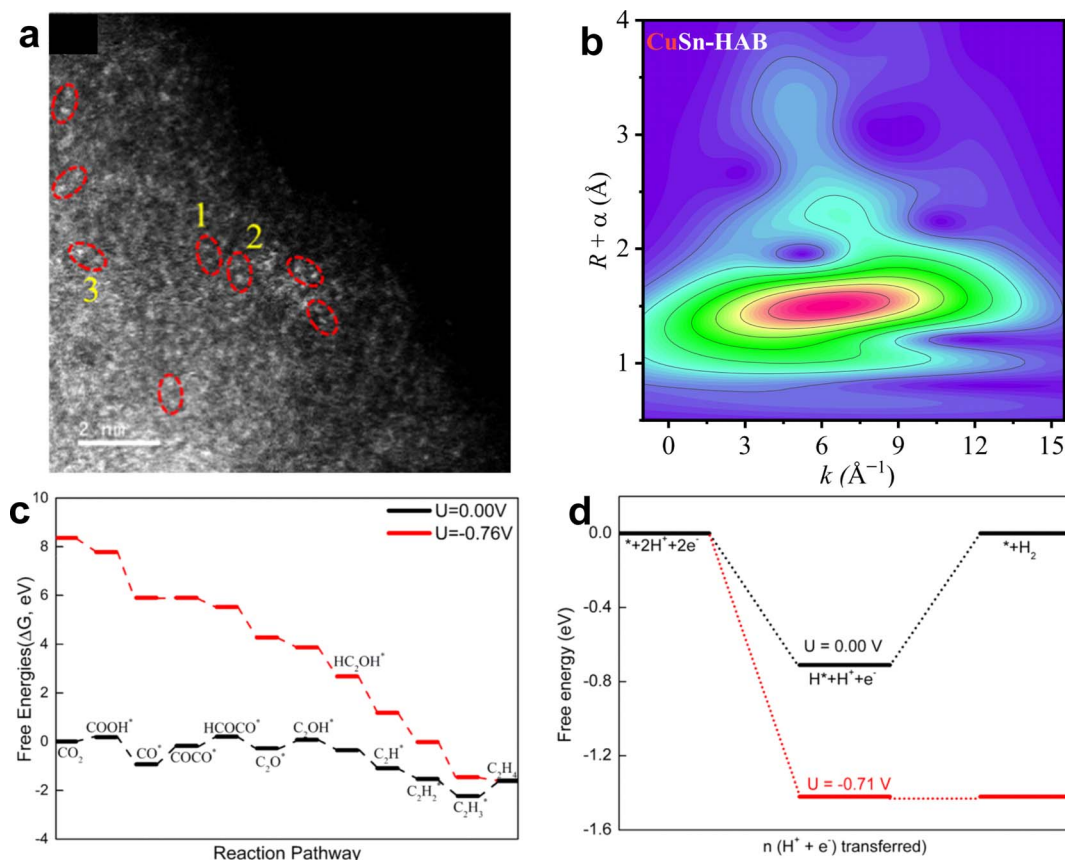 a
1
2
3
2 nm
b
CuSn-HAB
4
3
2
1
R + α (Å)
0 3 6 9 12 15
k (Å⁻¹)
c
10
8
6
4
2
0
-2
-4
Free Energies(ΔG, eV)
U=0.00V
U=-0.76V
HC₂OH*
CO₂
COOH*
CO*
COCO*
HCOCO*
C₂O*
C₂OH*
C₂H*
C₂H₂
C₂H₃*
C₂H₄
Reaction Pathway
d
0.0
-0.4
-0.8
-1.2
-1.6
Free energy (eV)
*+2H⁺+2e⁻
*+H₂
U = 0.00 V
H*+H⁺+e⁻
U = -0.71 V
n (H⁺ + e⁻) transferred)